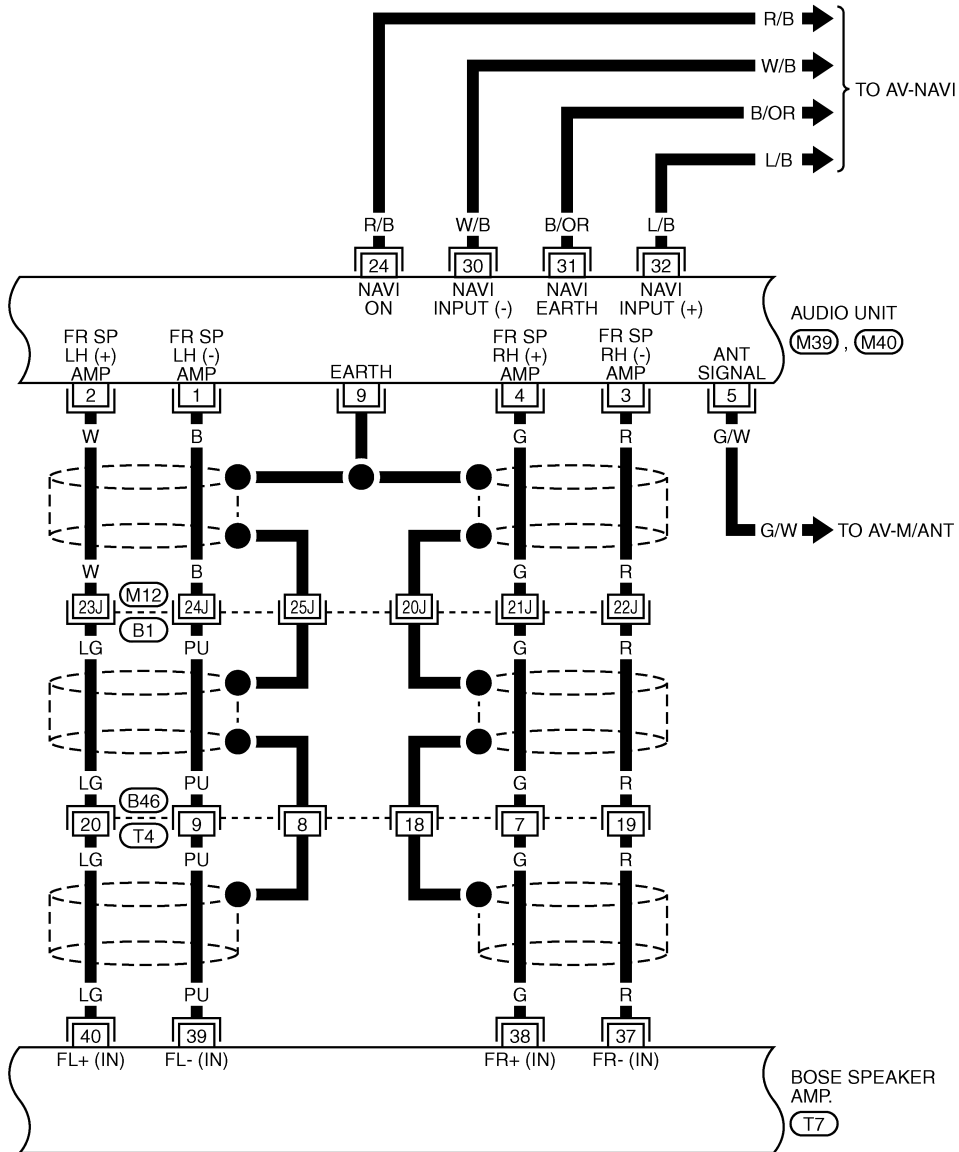 R/B
W/B
B/OR
L/B
TO AV-NAVI
R/B W/B B/OR L/B
24 30 31 32
NAVI ON
NAVI INPUT (-)
NAVI EARTH
NAVI INPUT (+)
AUDIO UNIT
M39 , M40
FR SP LH (+) AMP
FR SP LH (-) AMP
EARTH
FR SP RH (+) AMP
FR SP RH (-) AMP
ANT SIGNAL
2 1 9 4 3 5
W B G R G/W
G/W TO AV-M/ANT
W B G R
M12
23J 24J 25J 20J 21J 22J
B1
LG PU G R
LG PU G R
B46
20 9 8 18 7 19
T4
LG PU G R
LG PU G R
40 39 38 37
FL+ (IN) FL- (IN) FR+ (IN) FR- (IN)
BOSE SPEAKER
AMP.
T7